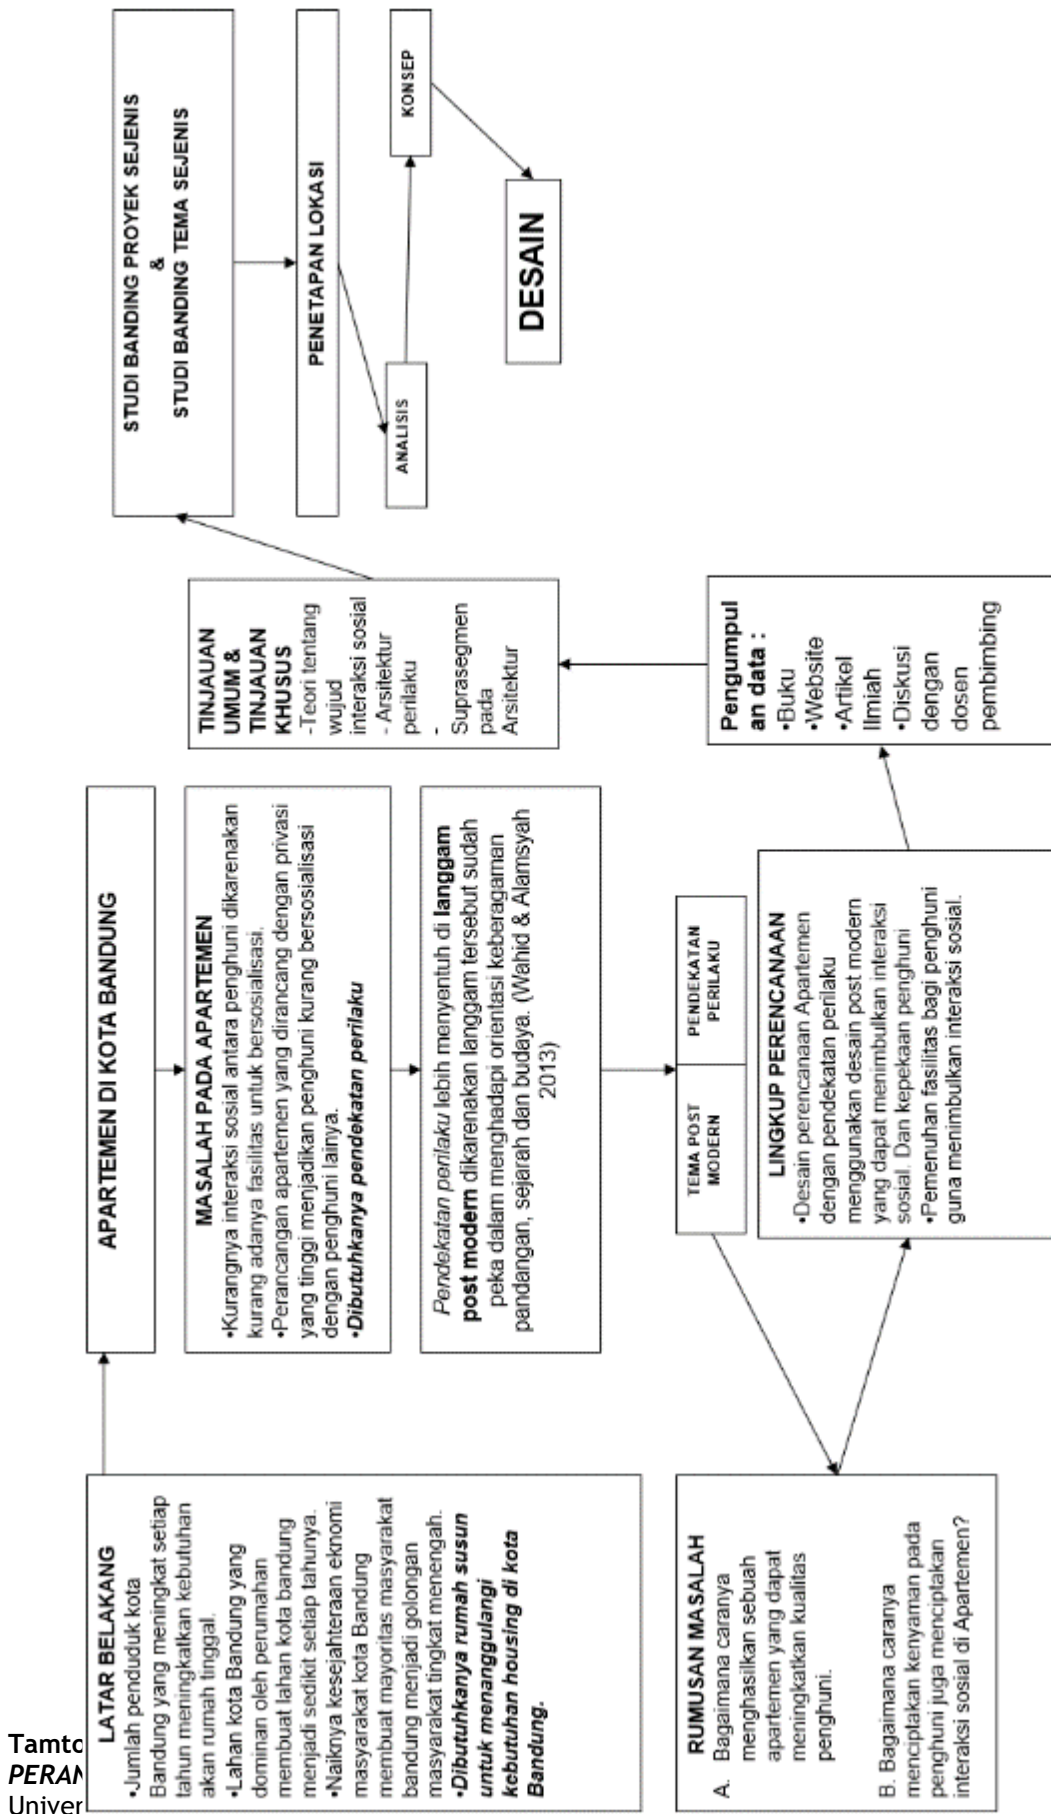 LATAR BELAKANG
•Jumlah penduduk kota
Bandung yang meningkat setiap
tahun meningkatkan kebutuhan
akan rumah tinggal.
•Lahan kota Bandung yang
dominan oleh perumahan
membuat lahan kota bandung
menjadi sedikit setiap tahunya.
•Naiknya kesejahteraan eknomi
masyarakat kota Bandung
membuat mayoritas masyarakat
bandung menjadi golongan
masyarakat tingkat menengah.
•Dibutuhkanya rumah susun
untuk menanggulangi
kebutuhan housing di kota
Bandung.
APARTEMEN DI KOTA BANDUNG
MASALAH PADA APARTEMEN
•Kurangnya interaksi sosial antara penghuni dikarenakan
kurang adanya fasilitas untuk bersosialisasi.
•Perancangan apartemen yang dirancang dengan privasi
yang tinggi menjadikan penghuni kurang bersosialisasi
dengan penghuni lainya.
•Dibutuhkanya pendekatan perilaku
Pendekatan perilaku lebih menyentuh di langgam
post modern dikarenakan langgam tersebut sudah
peka dalam menghadapi orientasi keberagaman
pandangan, sejarah dan budaya. (Wahid & Alamsyah
2013)
TEMA POST
MODERN
PENDEKATAN
PERILAKU
RUMUSAN MASALAH
A. Bagaimana caranya
menghasilkan sebuah
apartemen yang dapat
meningkatkan kualitas
penghuni.
B. Bagaimana caranya
menciptakan kenyaman pada
penghuni juga menciptakan
interaksi sosial di Apartemen?
LINGKUP PERENCANAAN
•Desain perencanaan Apartemen
dengan pendekatan perilaku
menggunakan desain post modern
yang dapat menimbulkan interaksi
sosial. Dan kepekaan penghuni
•Pemenuhan fasilitas bagi penghuni
guna menimbulkan interaksi sosial.
Pengumpul
an data :
•Buku
•Website
•Artikel
Ilmiah
•Diskusi
dengan
dosen
pembimbing
TINJAUAN
UMUM &
TINJAUAN
KHUSUS
- Teori tentang
wujud
interaksi sosial
- Arsitektur
perilaku
-
Suprasegmen
pada
Arsitektur
STUDI BANDING PROYEK SEJENIS
&
STUDI BANDING TEMA SEJENIS
PENETAPAN LOKASI
ANALISIS
KONSEP
DESAIN
Tamto
PERAN
Univer